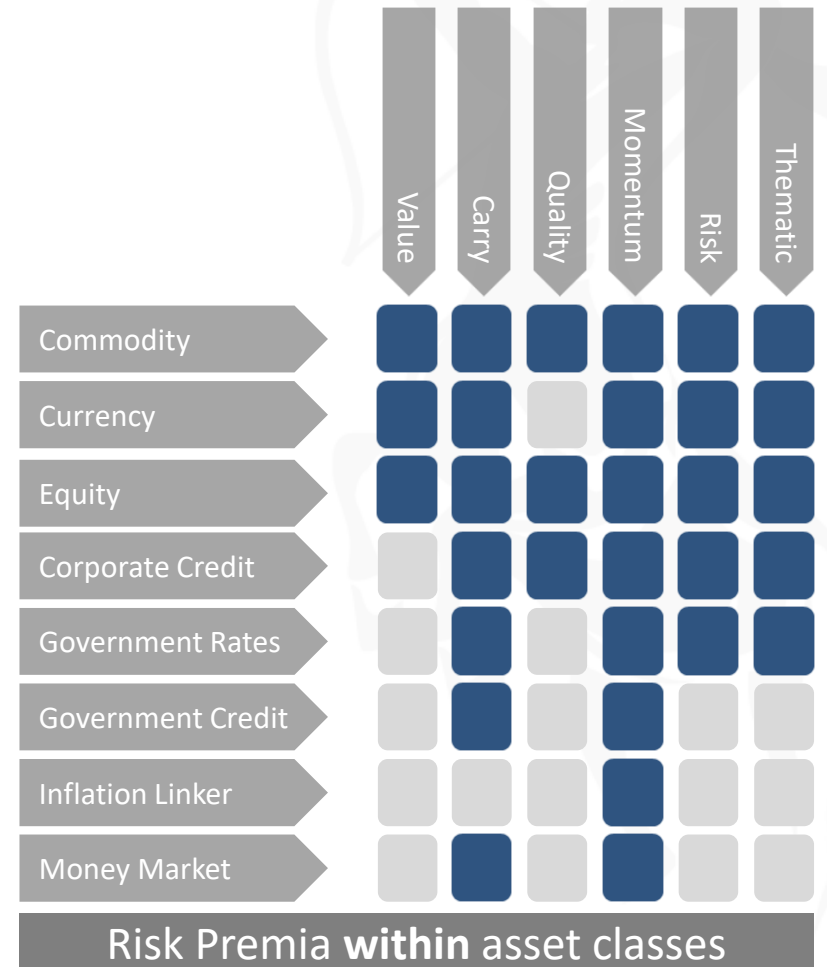 Value
Carry
Quality
Momentum
Risk
Thematic
Commodity
Currency
Equity
Corporate Credit
Government Rates
Government Credit
Inflation Linker
Money Market
Risk Premia within asset classes